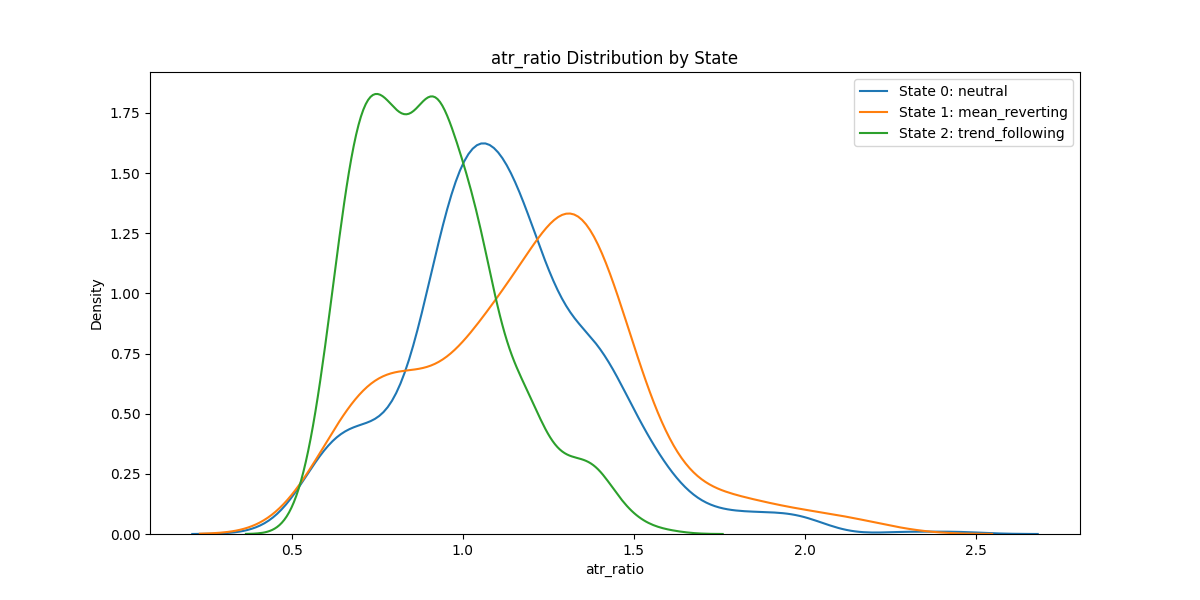 atr_ratio Distribution by State
State 0: neutral
State 1: mean_reverting
State 2: trend_following
Density
1.75
1.50
1.25
1.00
0.75
0.50
0.25
0.00
0.5
1.0
1.5
2.0
2.5
atr_ratio